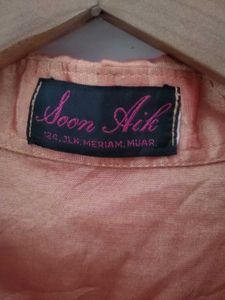 Soon Aik
124, JLN. MERIAM, MUAR.